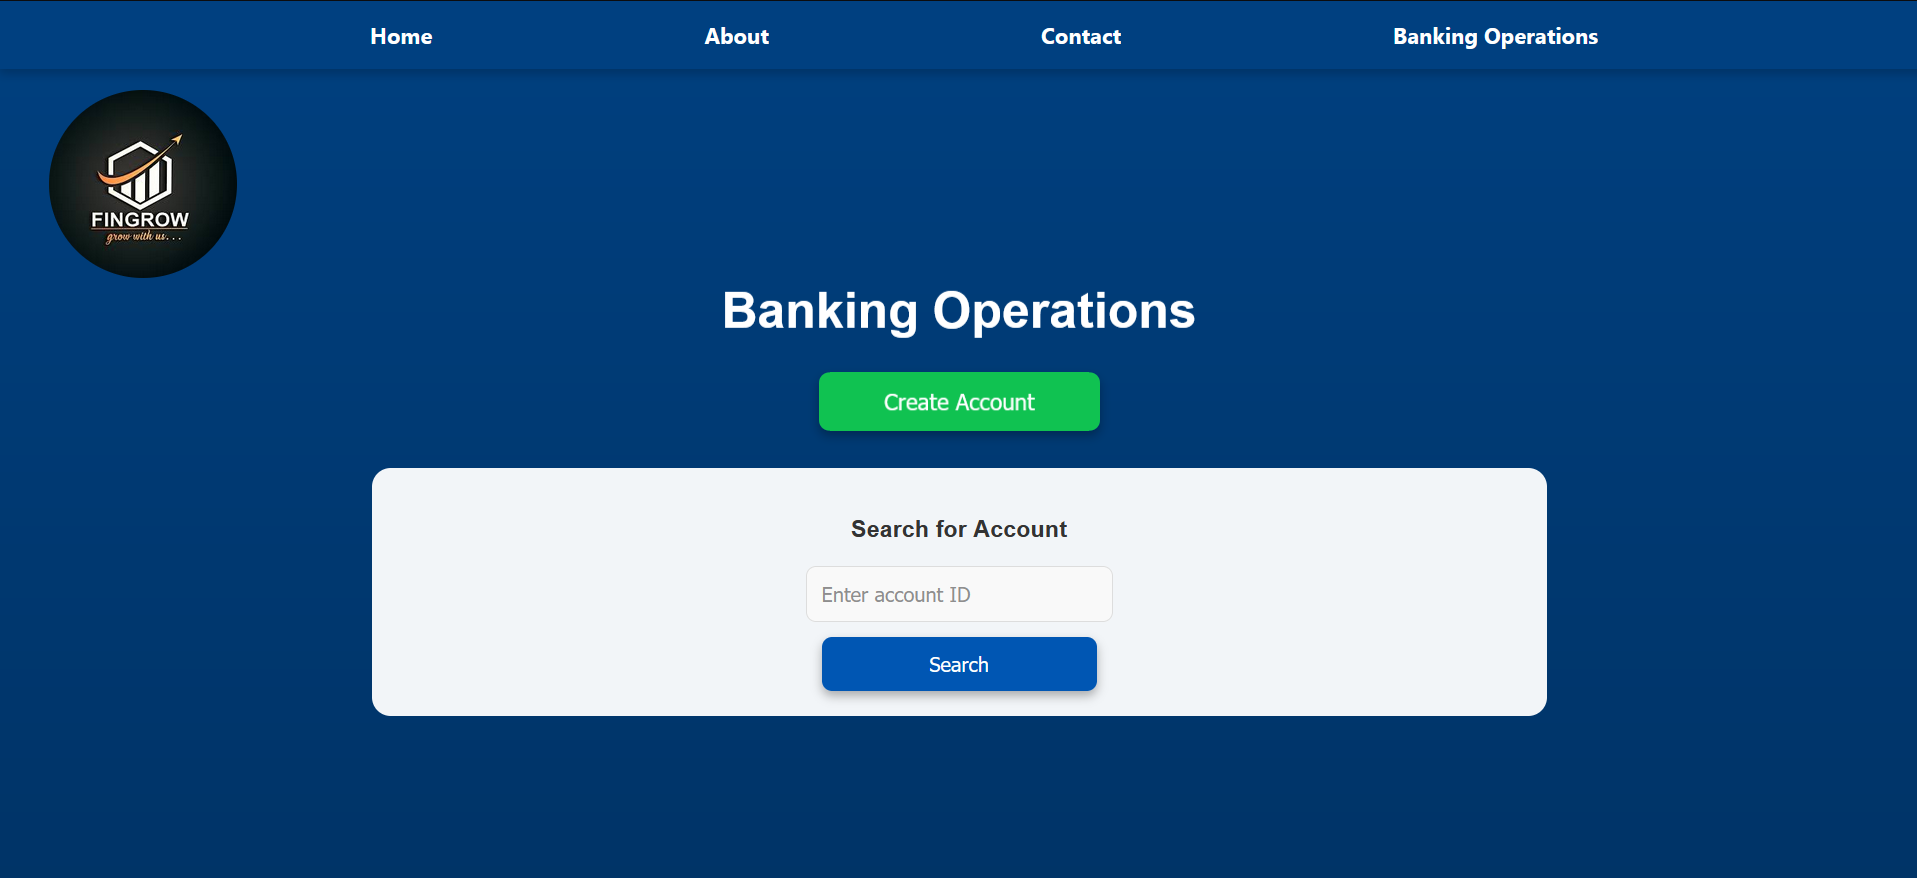 Home About Contact Banking Operations
FINGROW
grow with us...
Banking Operations
Create Account
Search for Account
Enter account ID
Search